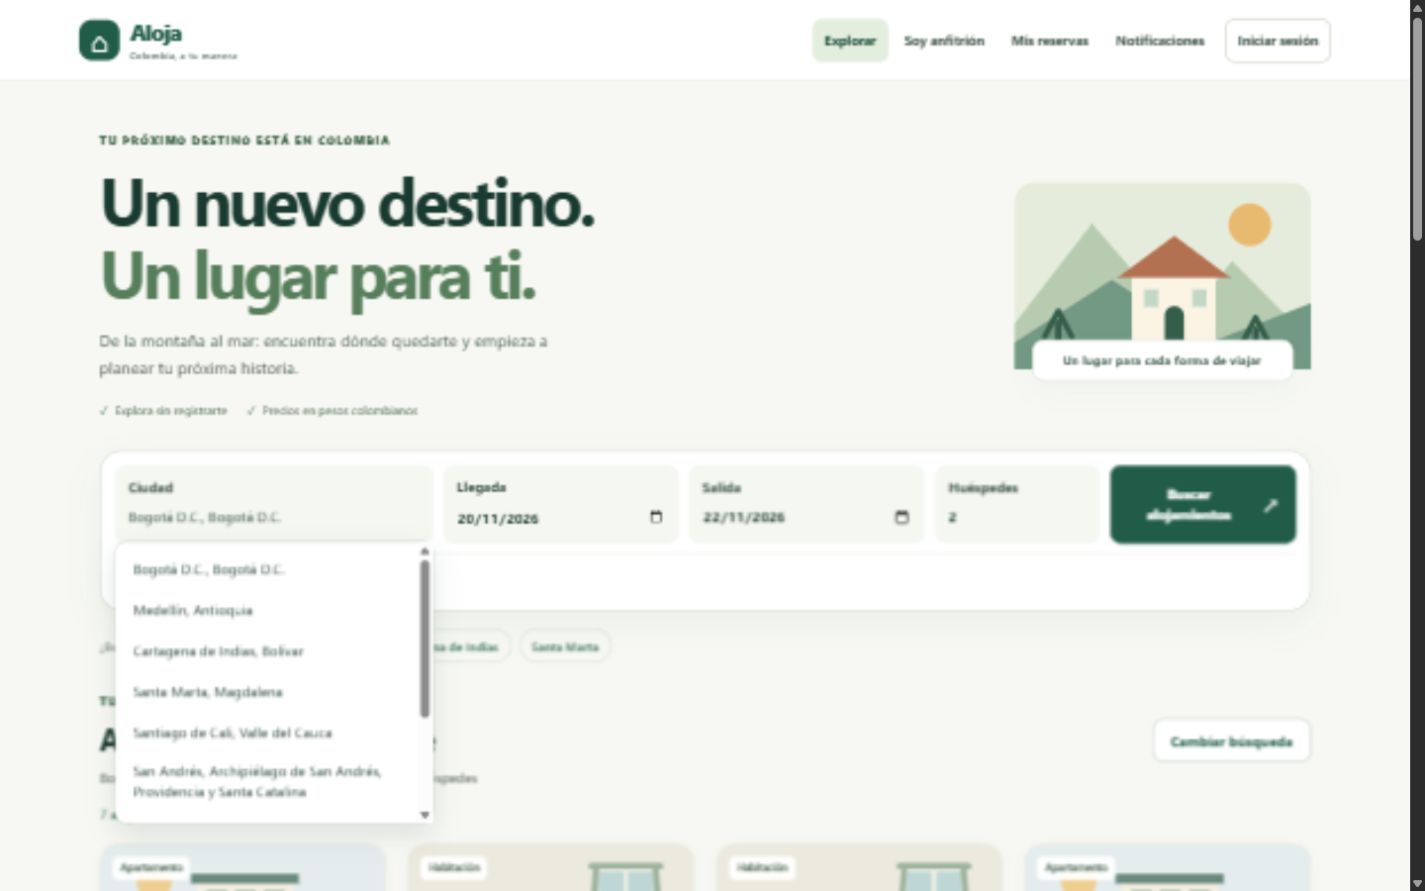 Aloja
Colombia, a tu manera
Explorar
Soy anfitrión
Mis reservas
Notificaciones
Iniciar sesión
TU PRÓXIMO DESTINO ESTÁ EN COLOMBIA
Un nuevo destino.
Un lugar para ti.
De la montaña al mar: encuentra dónde quedarte y empieza a
planear tu próxima historia.
✓ Explora sin registrarte
✓ Precios en pesos colombianos
Un lugar para cada forma de viajar
Ciudad
Bogotá D.C., Bogotá D.C.
Llegada
20/11/2026
Salida
22/11/2026
Huéspedes
2
Buscar
alojamientos
↗
Bogotá D.C., Bogotá D.C.
Medellín, Antioquia
Cartagena de Indias, Bolívar
Santa Marta, Magdalena
Santiago de Cali, Valle del Cauca
San Andrés, Archipiélago de San Andrés,
Providencia y Santa Catalina
de Indias
Santa Marta
Cambiar búsqueda
Apartamento
Habitación
Habitación
Apartamento